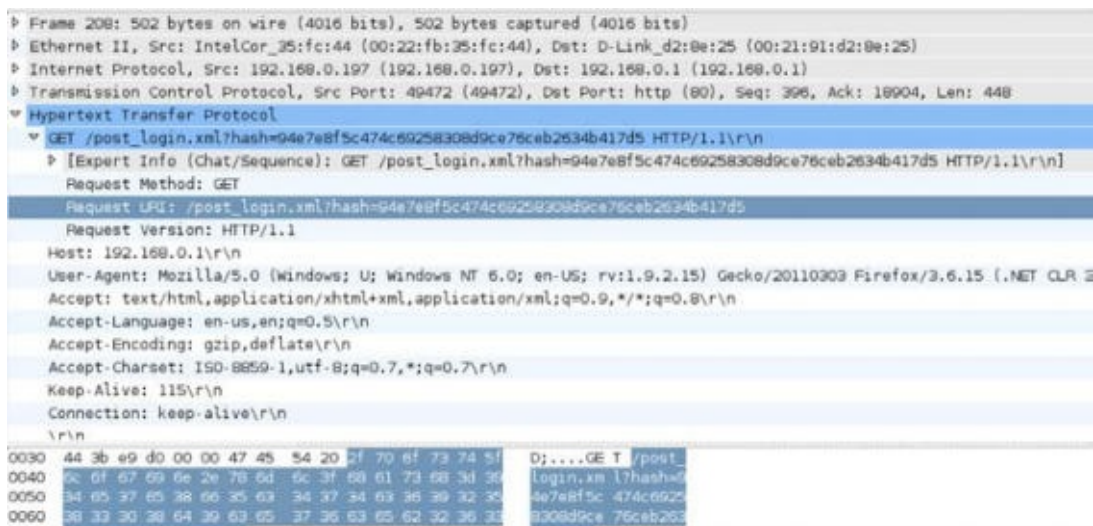 Frame 208: 502 bytes on wire (4016 bits), 502 bytes captured (4016 bits)
Ethernet II, Src: IntelCor_35:fc:44 (00:22:fb:35:fc:44), Dst: D-Link_d2:8e:25 (00:21:91:d2:8e:25)
Internet Protocol, Src: 192.168.0.197 (192.168.0.197), Dst: 192.168.0.1 (192.168.0.1)
Transmission Control Protocol, Src Port: 49472 (49472), Dst Port: http (80), Seq: 396, Ack: 18904, Len: 448
Hypertext Transfer Protocol
GET /post_login.xml?hash=94e7e8f5c474c69258308d9ce76ceb2634b417d5 HTTP/1.1\r\n
[Expert Info (Chat/Sequence): GET /post_login.xml?hash=94e7e8f5c474c69258308d9ce76ceb2634b417d5 HTTP/1.1\r\n]
Request Method: GET
Request URI: /post_login.xml?hash=94e7e8f5c474c69258308d9ce76ceb2634b417d5
Request Version: HTTP/1.1
Host: 192.168.0.1\r\n
User-Agent: Mozilla/5.0 (Windows; U; Windows NT 6.0; en-US; rv:1.9.2.15) Gecko/20110303 Firefox/3.6.15 (.NET CLR 3
Accept: text/html,application/xhtml+xml,application/xml;q=0.9,*/*;q=0.8\r\n
Accept-Language: en-us,en;q=0.5\r\n
Accept-Encoding: gzip,deflate\r\n
Accept-Charset: ISO-8859-1,utf-8;q=0.7,*;q=0.7\r\n
Keep-Alive: 115\r\n
Connection: keep-alive\r\n
\r\n
0030 44 3b e9 d0 00 00 47 45 54 20 2f 70 6f 73 74 5f D;....GE T /post_
0040 6c 6f 67 69 6e 2e 78 6d 6c 3f 68 61 73 68 3d 39 login.xm l?hash=9
0050 34 65 37 65 38 66 35 63 34 37 34 63 36 39 32 35 4e7e8f5c 474c6925
0060 38 33 30 38 64 39 63 65 37 36 63 65 62 32 36 33 8308d9ce 76ceb263